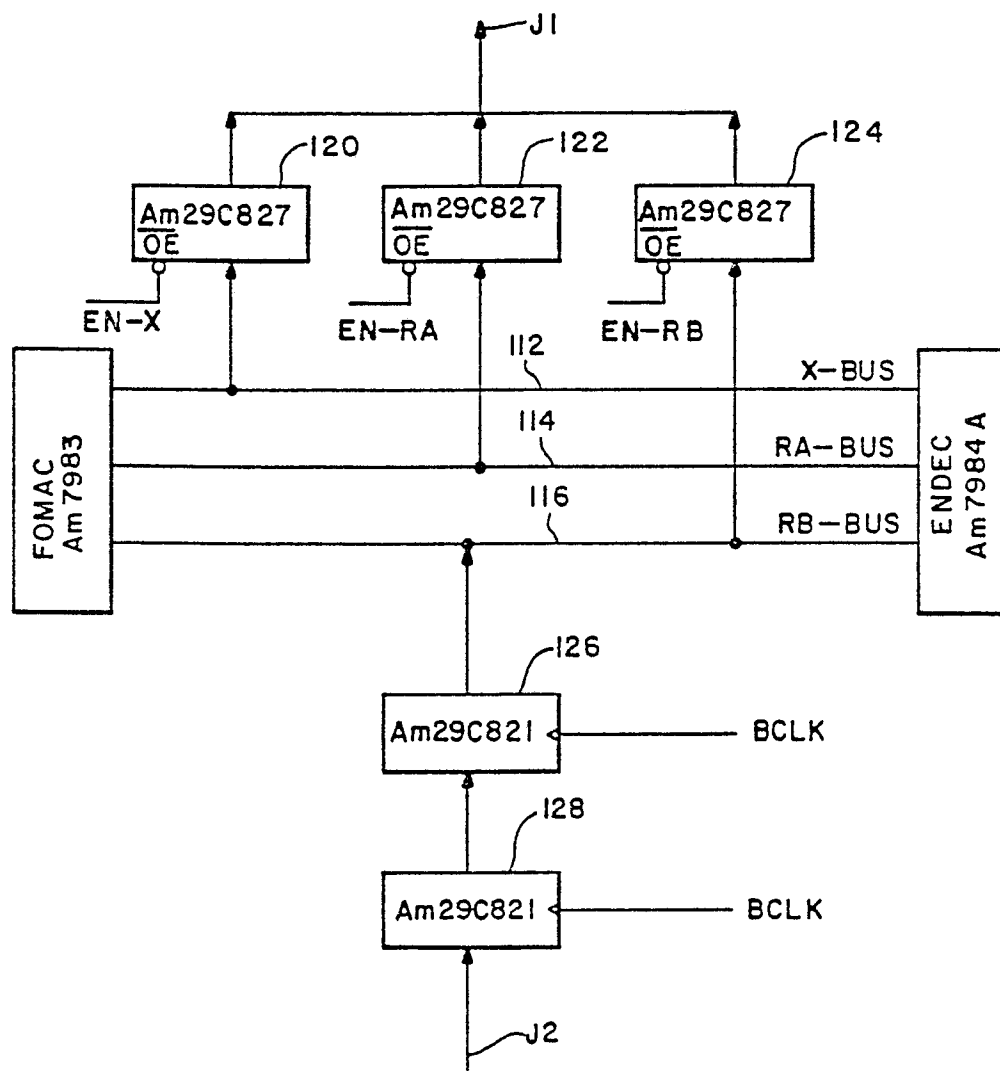 J1
120
122
124
Am29C827
OE
Am29C827
OE
Am29C827
OE
EN-X
EN-RA
EN-RB
112
X-BUS
114
RA-BUS
116
RB-BUS
FOMAC
Am7983
ENDEC
Am7984A
126
Am29C821
BCLK
128
Am29C821
BCLK
J2